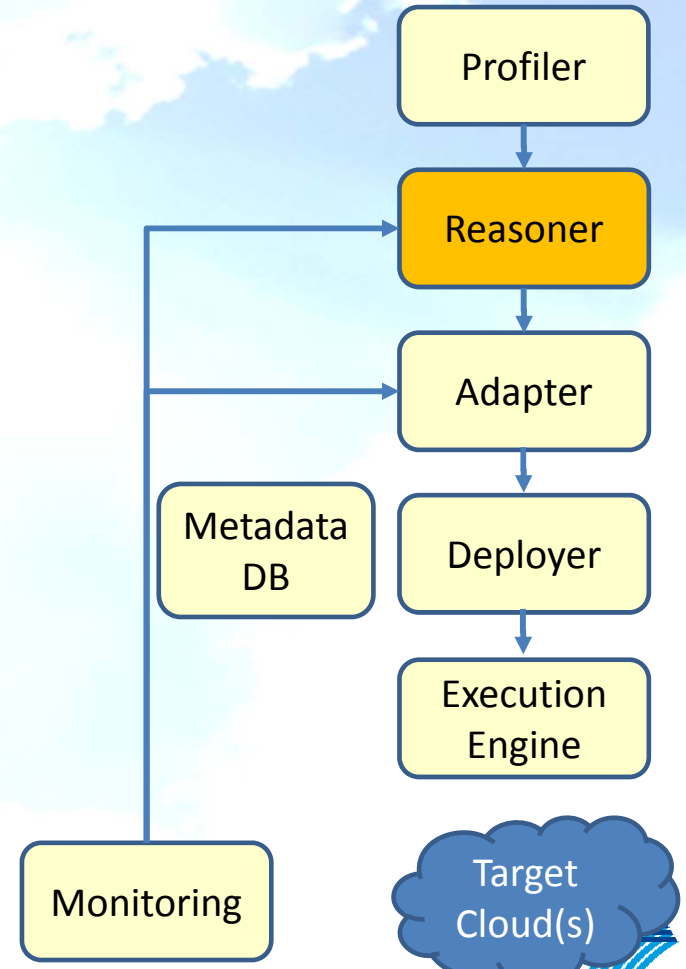 Profiler
Reasoner
Adapter
Metadata
DB
Deployer
Execution
Engine
Monitoring
Target
Cloud(s)